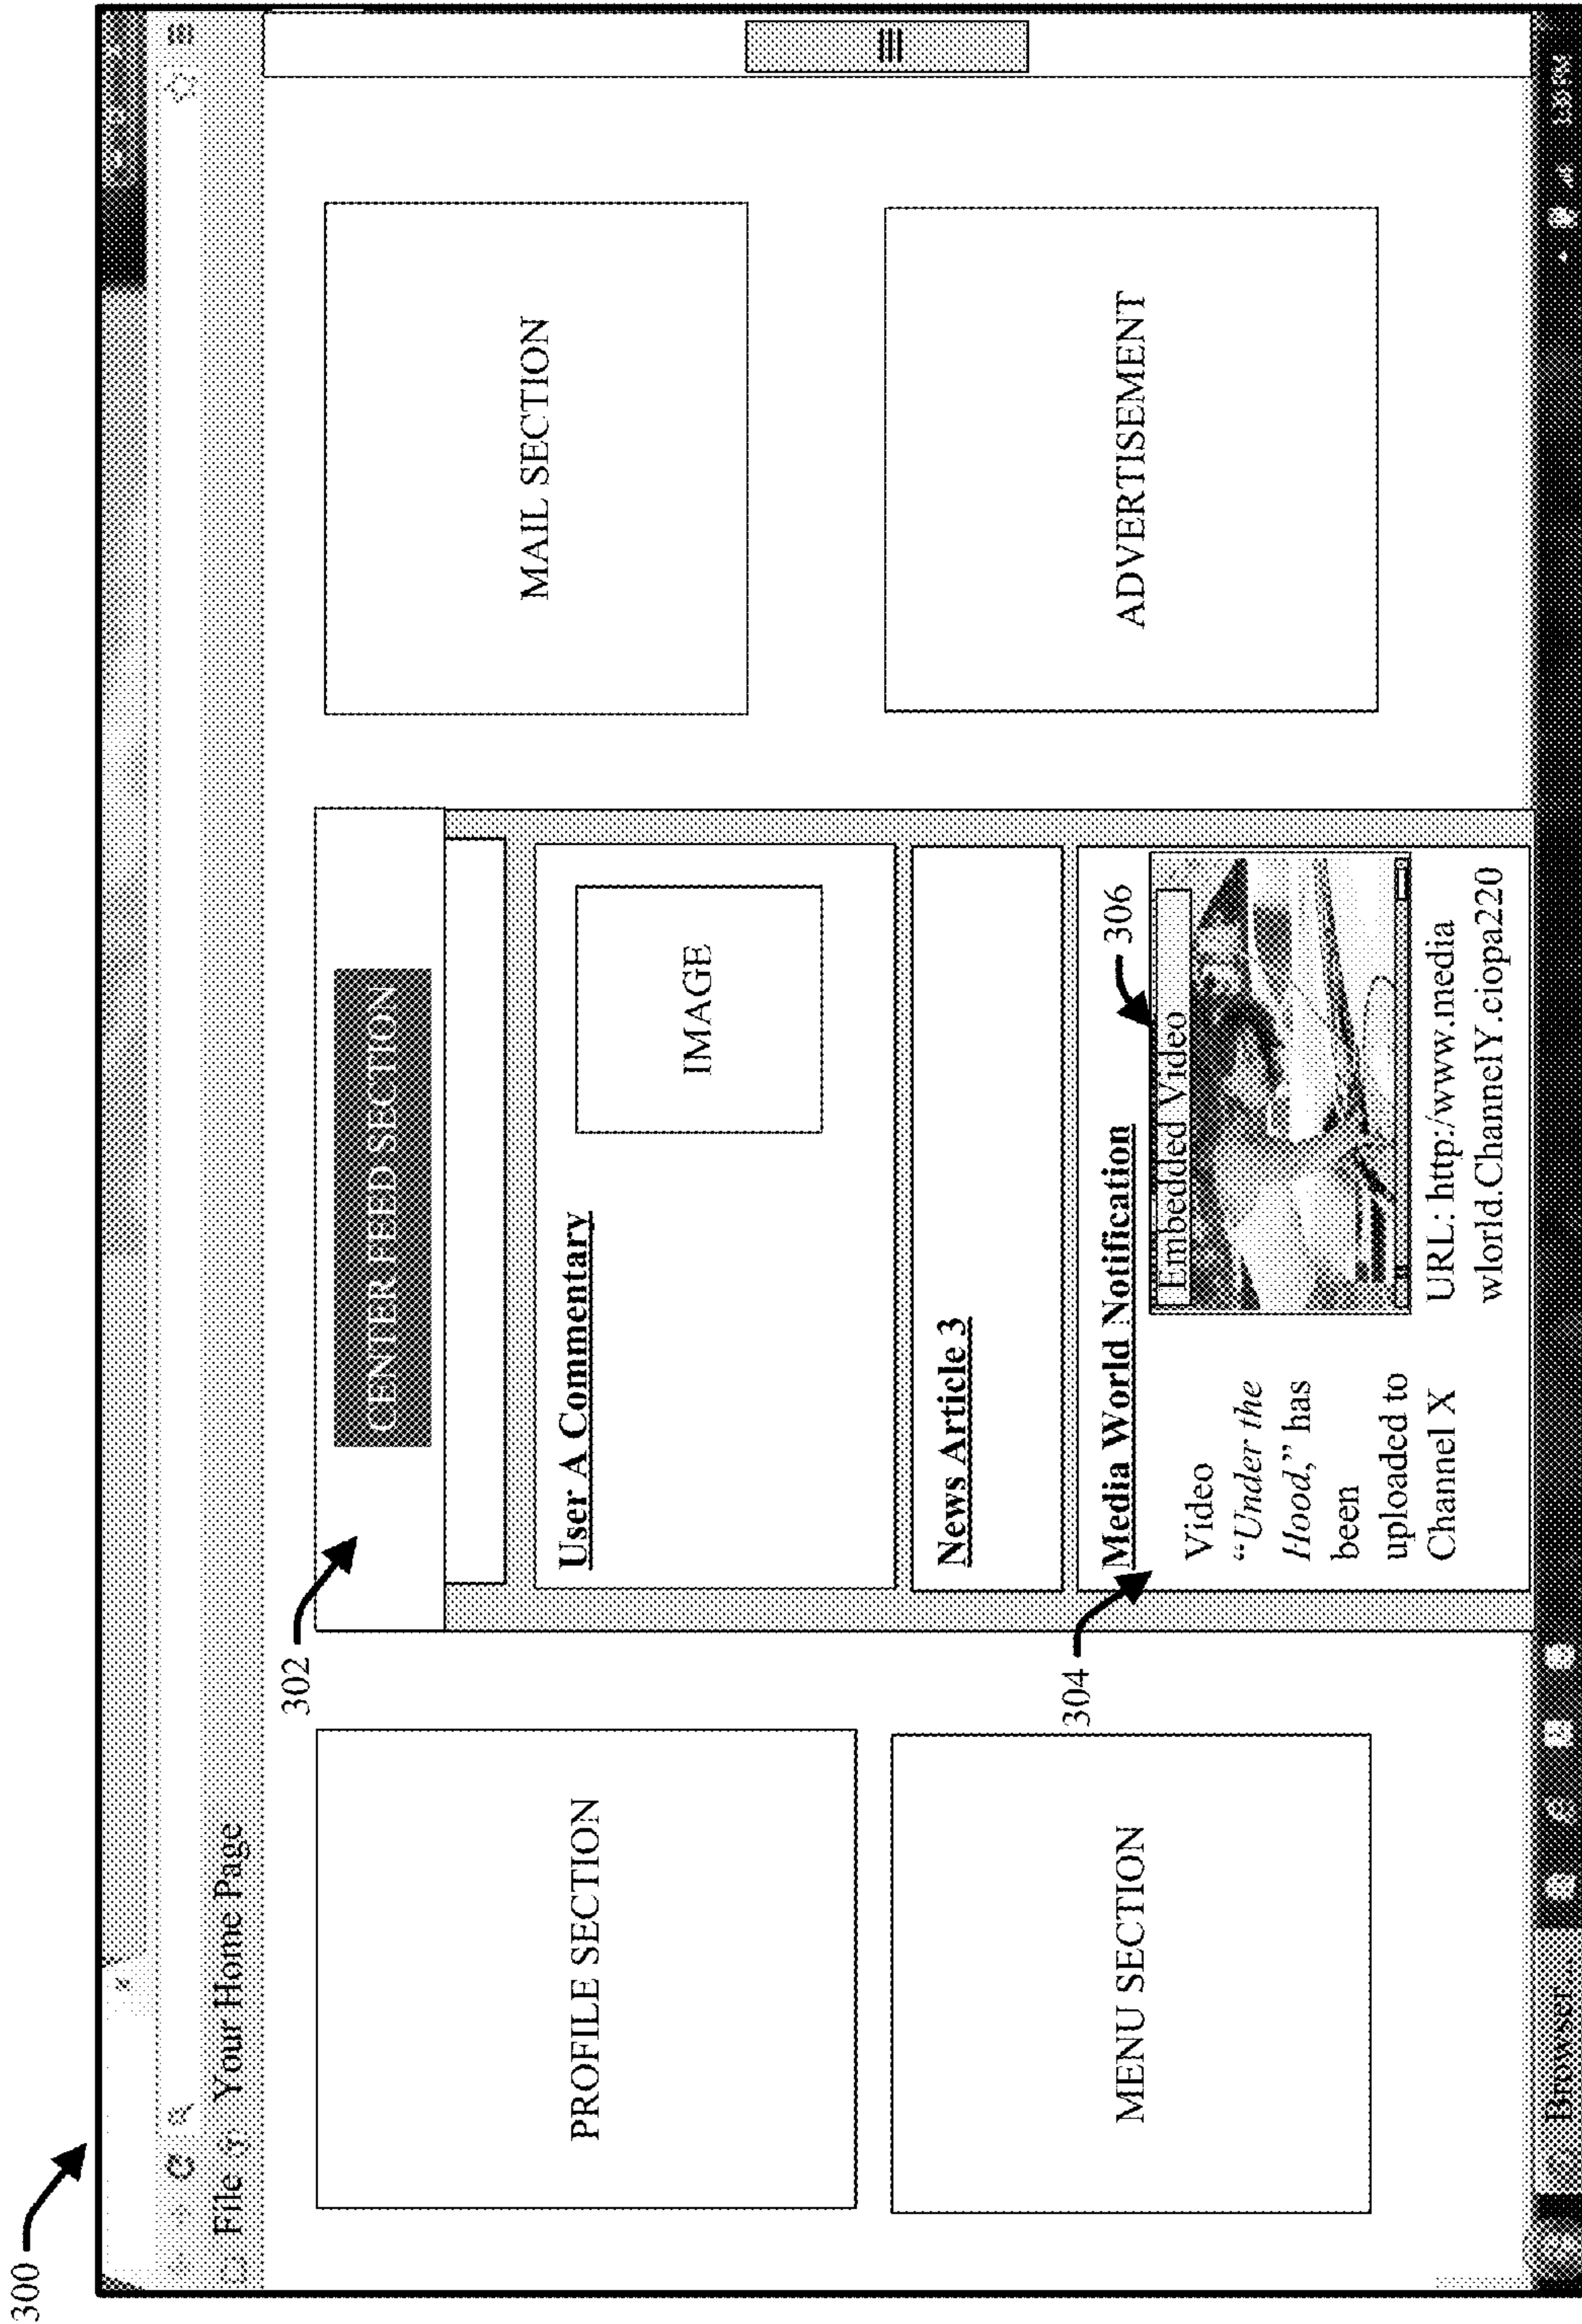 300
File
Your Home Page
302
CENTER FEED SECTION
PROFILE SECTION
MENU SECTION
User A Commentary
IMAGE
News Article 3
304
Media World Notification
306
Video
“Under the
Hood,” has
been
uploaded to
Channel X
Embedded Video
URL: http:/www.media
wlorld.ChannelY.ciopa220
MAIL SECTION
ADVERTISEMENT
Browser